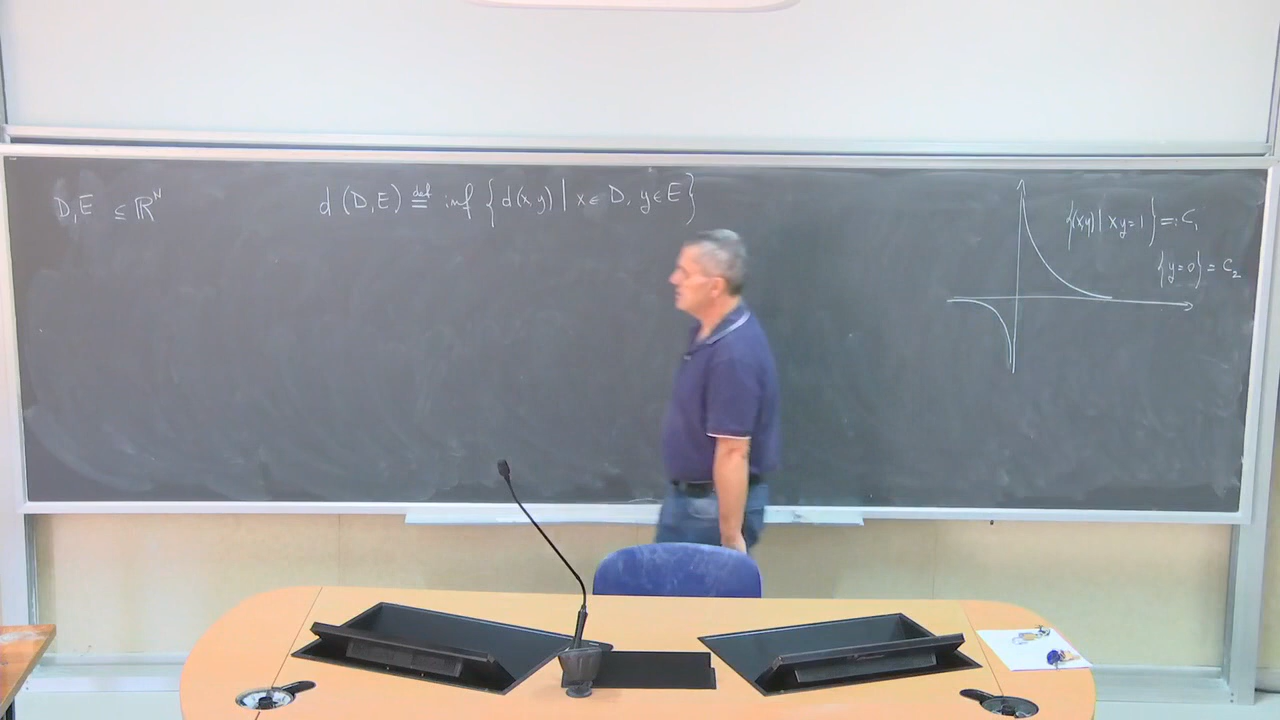 D, E ⊆ ℝᴺ
d (D, E) ≝ inf { d(x, y) | x ∈ D, y ∈ E }
{(x,y) | xy = 1} =: C₁
{y = 0} = C₂